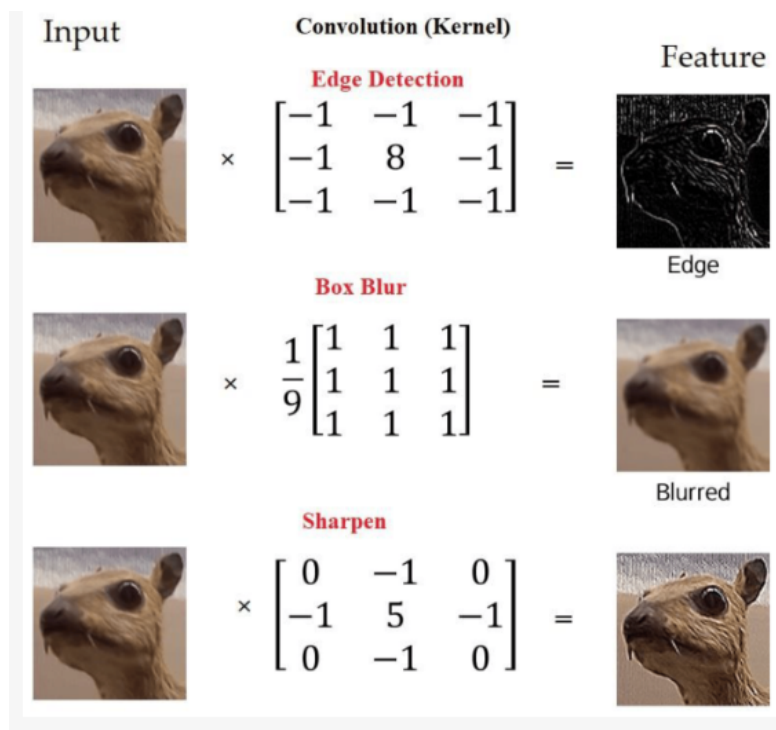 Input
Convolution (Kernel)
Feature
Edge Detection
−1 −1 −1
× −1 8 −1 =
−1 −1 −1
Edge
Box Blur
1 1 1
× 1/9 1 1 1 =
1 1 1
Blurred
Sharpen
0 −1 0
× −1 5 −1 =
0 −1 0